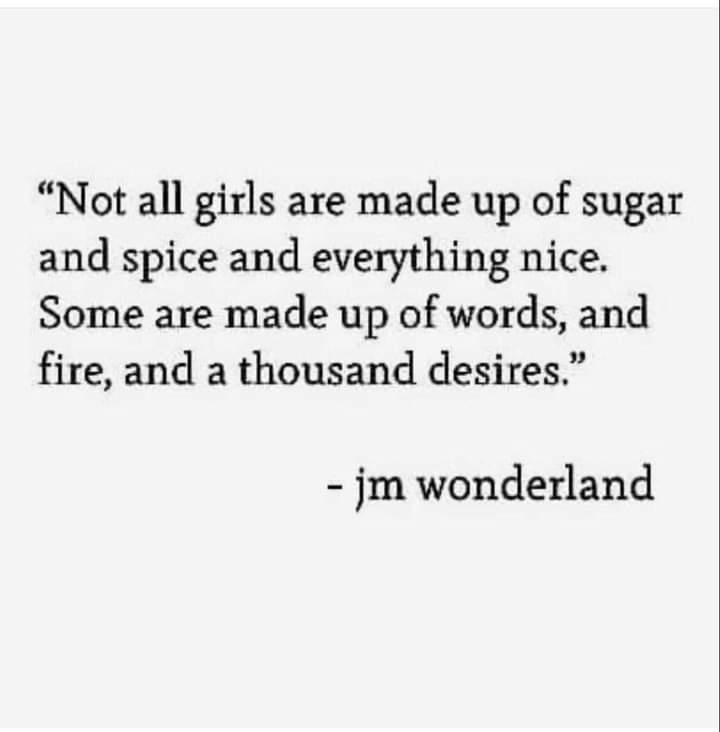 “Not all girls are made up of sugar
and spice and everything nice.
Some are made up of words, and
fire, and a thousand desires.”
- jm wonderland